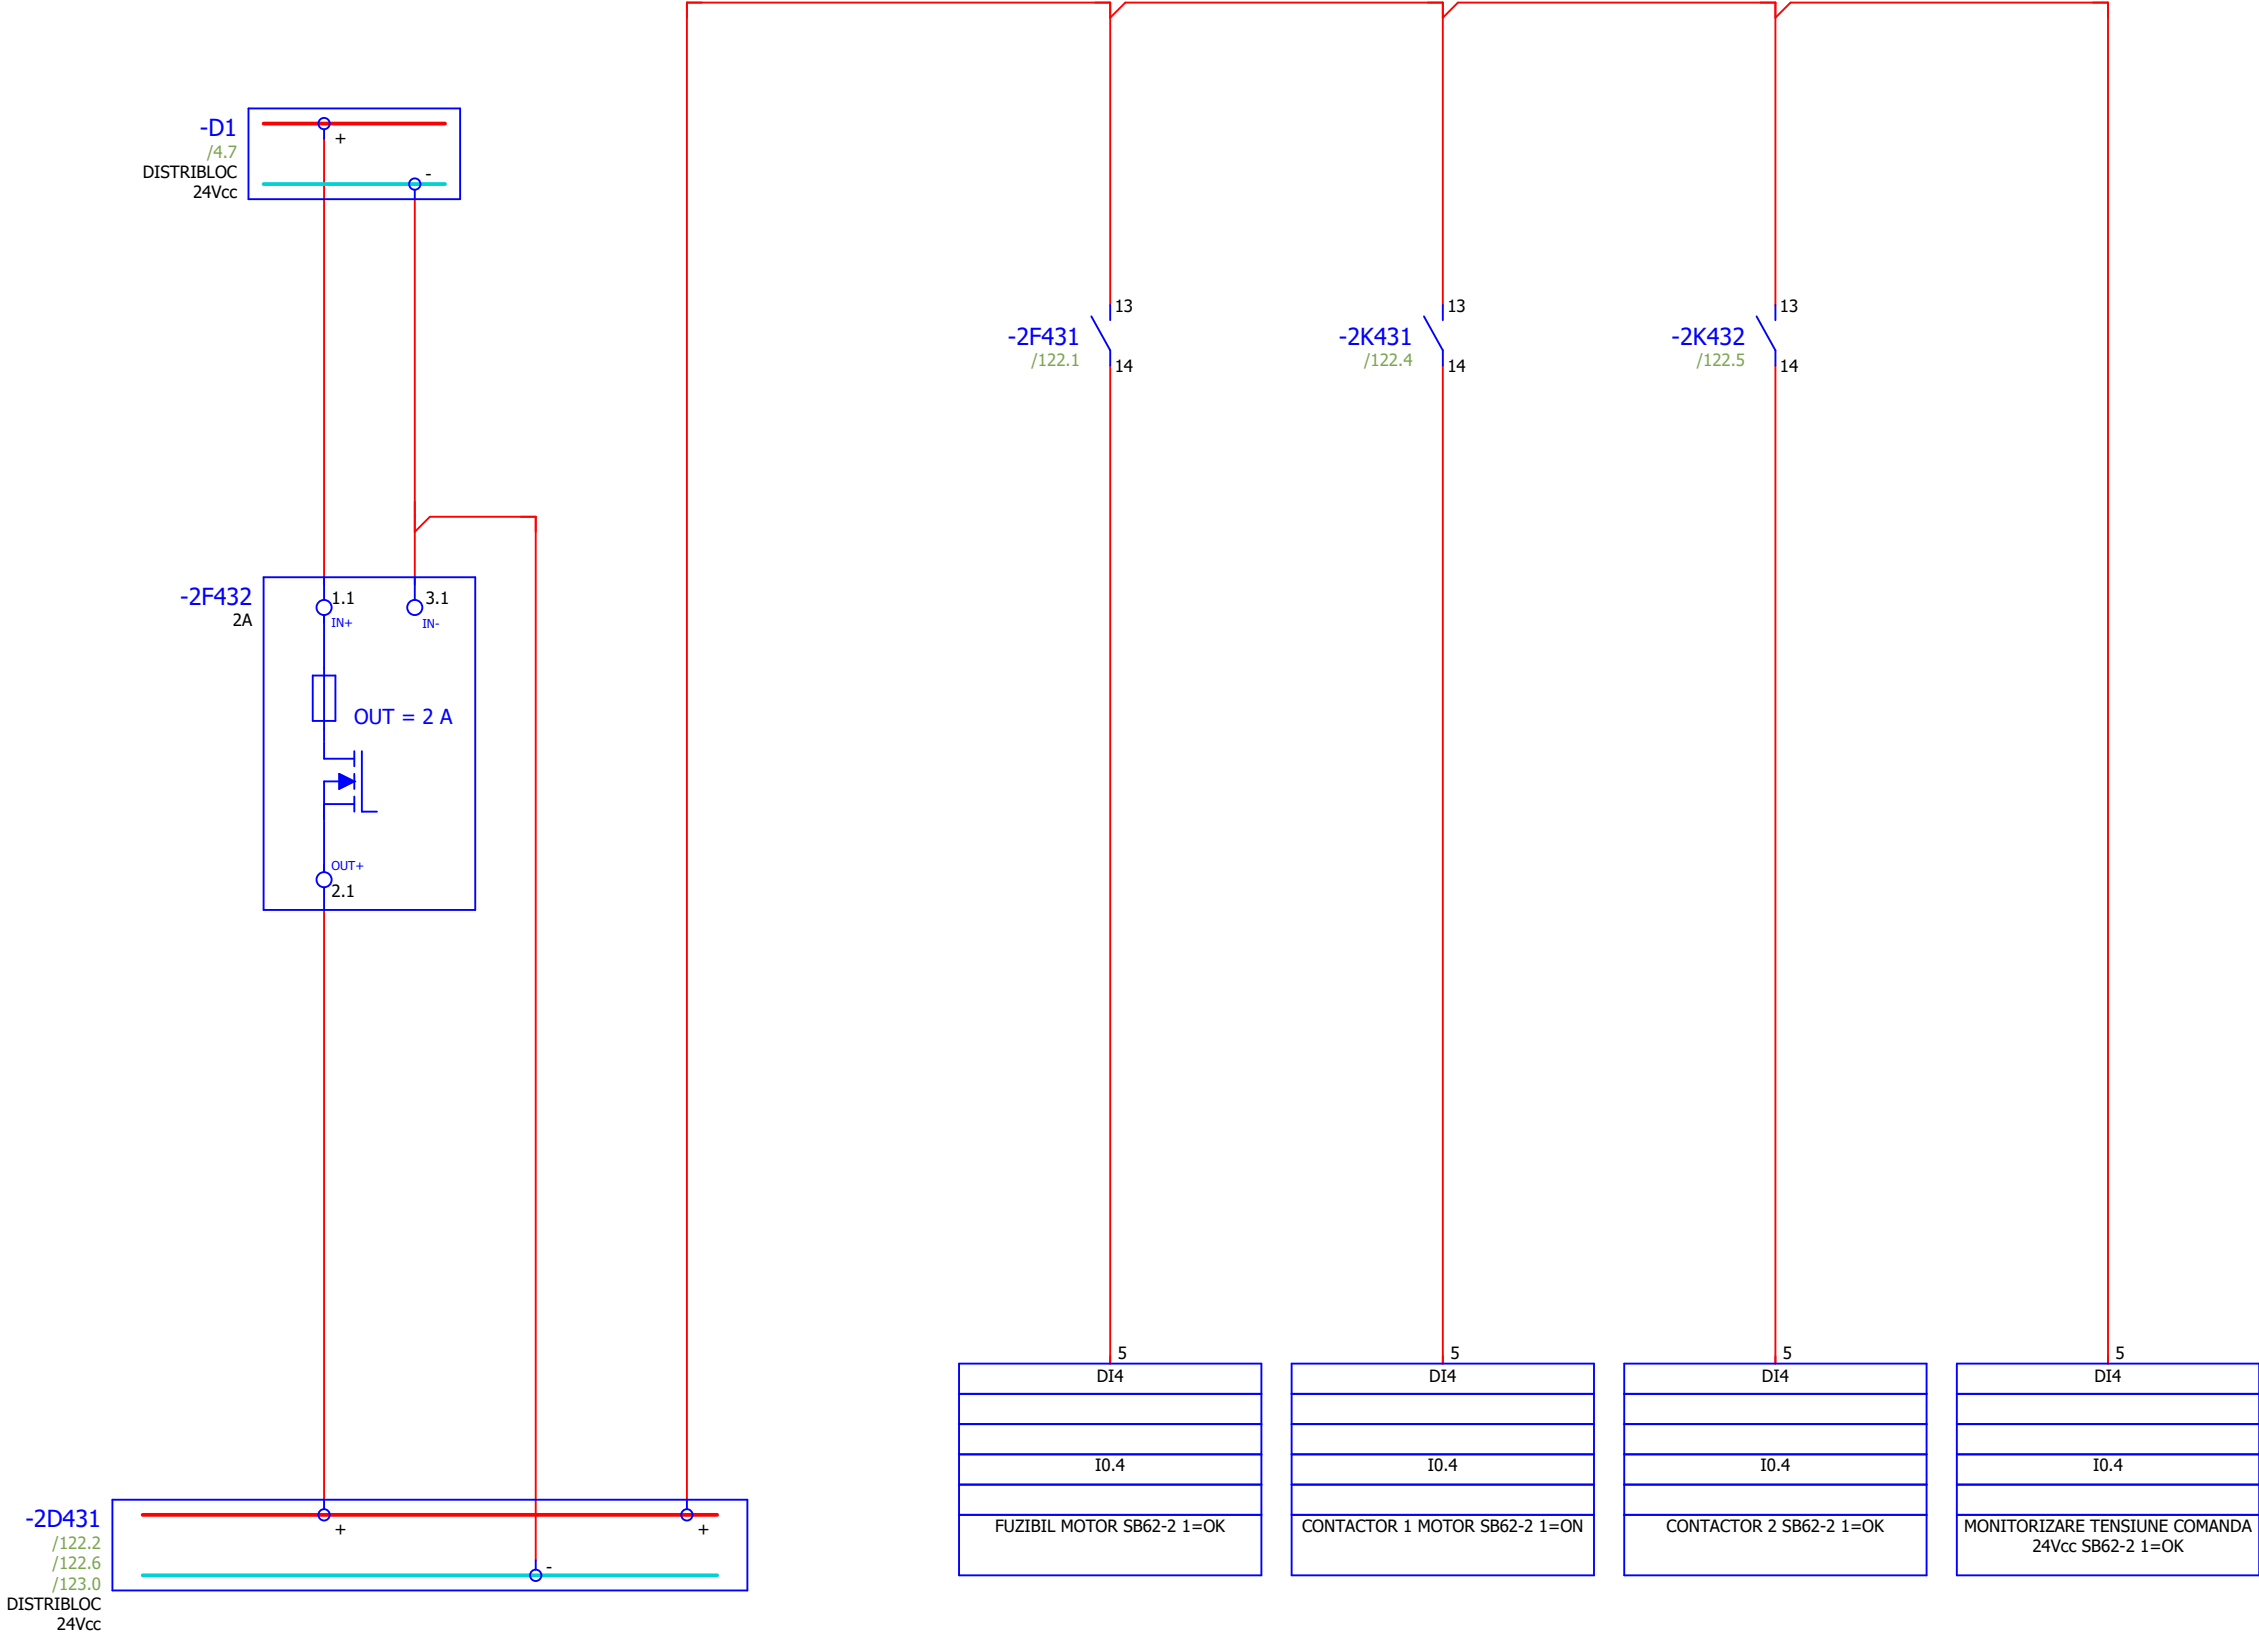 -D1
/4.7
DISTRIBLOC
24Vcc
+
-
-2F431
/122.1
13
14
-2K431
/122.4
13
14
-2K432
/122.5
13
14
-2F432
2A
1.1
IN+
3.1
IN-
OUT = 2 A
OUT+
2.1
-2D431
/122.2
/122.6
/123.0
DISTRIBLOC
24Vcc
+
-
+
5
DI4
I0.4
FUZIBIL MOTOR SB62-2 1=OK
5
DI4
I0.4
CONTACTOR 1 MOTOR SB62-2 1=ON
5
DI4
I0.4
CONTACTOR 2 SB62-2 1=OK
5
DI4
I0.4
MONITORIZARE TENSIUNE COMANDA
24Vcc SB62-2 1=OK